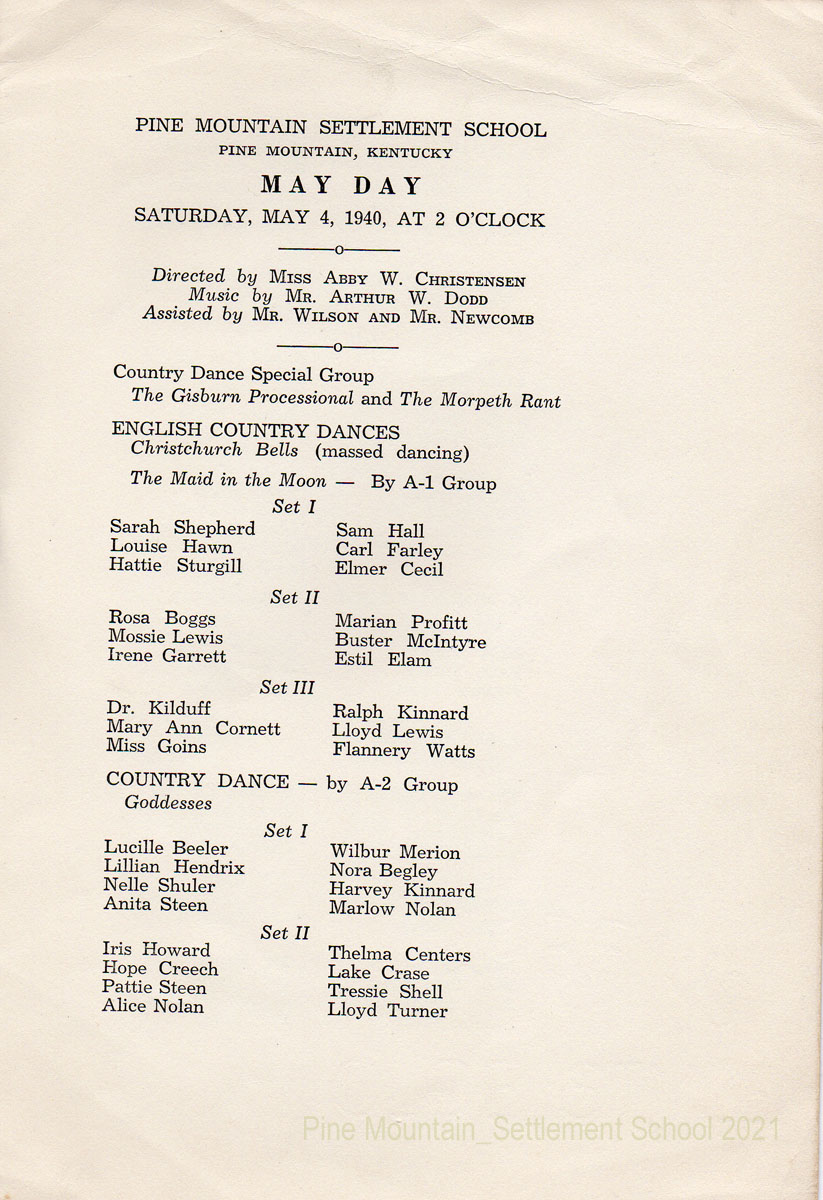 PINE MOUNTAIN SETTLEMENT SCHOOL
PINE MOUNTAIN, KENTUCKY
MAY DAY
SATURDAY, MAY 4, 1940, AT 2 O'CLOCK
———o———
Directed by MISS ABBY W. CHRISTENSEN
Music by MR. ARTHUR W. DODD
Assisted by MR. WILSON AND MR. NEWCOMB
———o———
Country Dance Special Group
The Gisburn Processional and The Morpeth Rant
ENGLISH COUNTRY DANCES
Christchurch Bells (massed dancing)
The Maid in the Moon — By A-1 Group
Set I
Sarah Shepherd Sam Hall
Louise Hawn Carl Farley
Hattie Sturgill Elmer Cecil
Set II
Rosa Boggs Marian Profitt
Mossie Lewis Buster McIntyre
Irene Garrett Estil Elam
Set III
Dr. Kilduff Ralph Kinnard
Mary Ann Cornett Lloyd Lewis
Miss Goins Flannery Watts
COUNTRY DANCE — by A-2 Group
Goddesses
Set I
Lucille Beeler Wilbur Merion
Lillian Hendrix Nora Begley
Nelle Shuler Harvey Kinnard
Anita Steen Marlow Nolan
Set II
Iris Howard Thelma Centers
Hope Creech Lake Crase
Pattie Steen Tressie Shell
Alice Nolan Lloyd Turner
Pine Mountain_Settlement School 2021